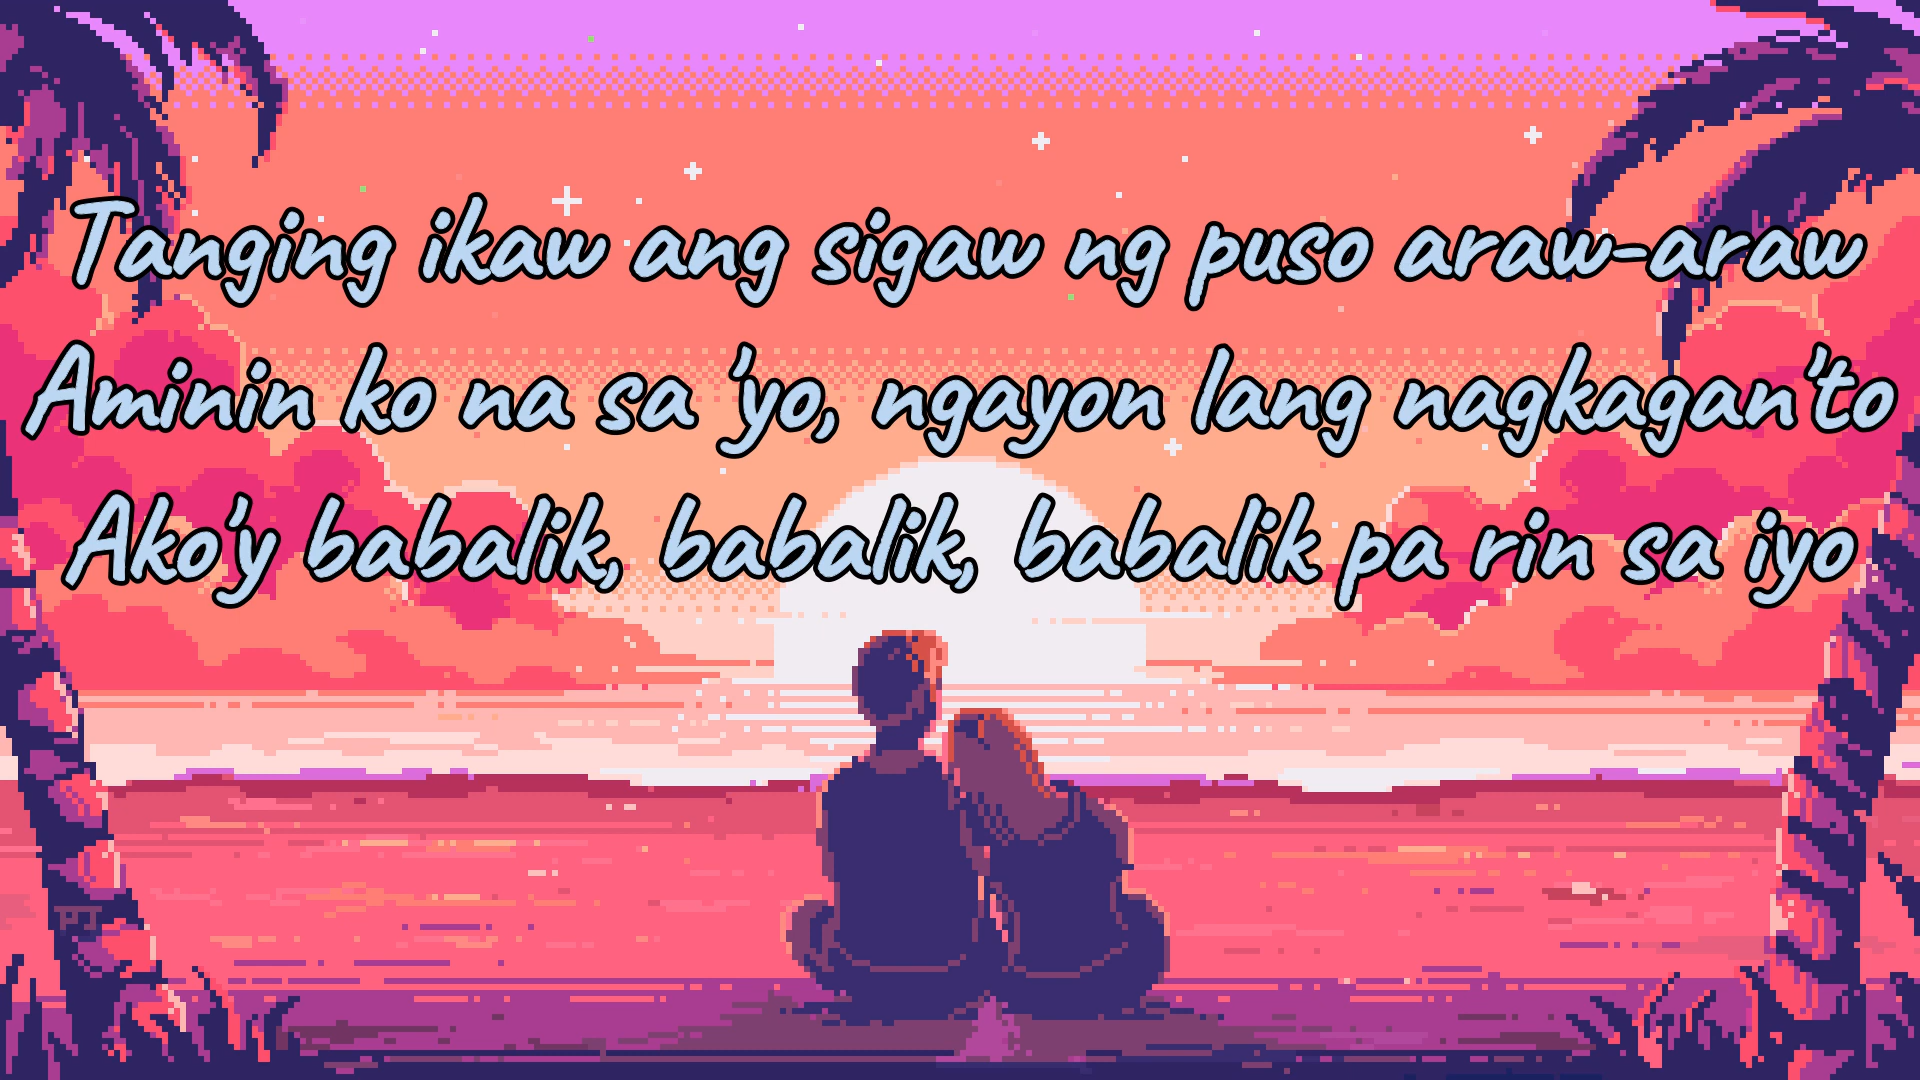 Tanging ikaw ang sigaw ng puso araw-araw
Aminin ko na sa 'yo, ngayon lang nagkagan'to
Ako'y babalik, babalik, babalik pa rin sa iyo